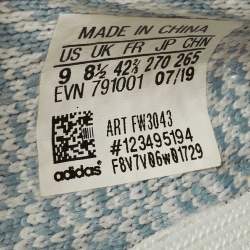 MADE IN CHINA
US UK FR JP CHN
9 8½ 42⅔ 270 265
EVN 791001 07/19
ART FW3043
#123495194
F8V7V06w01729
adidas